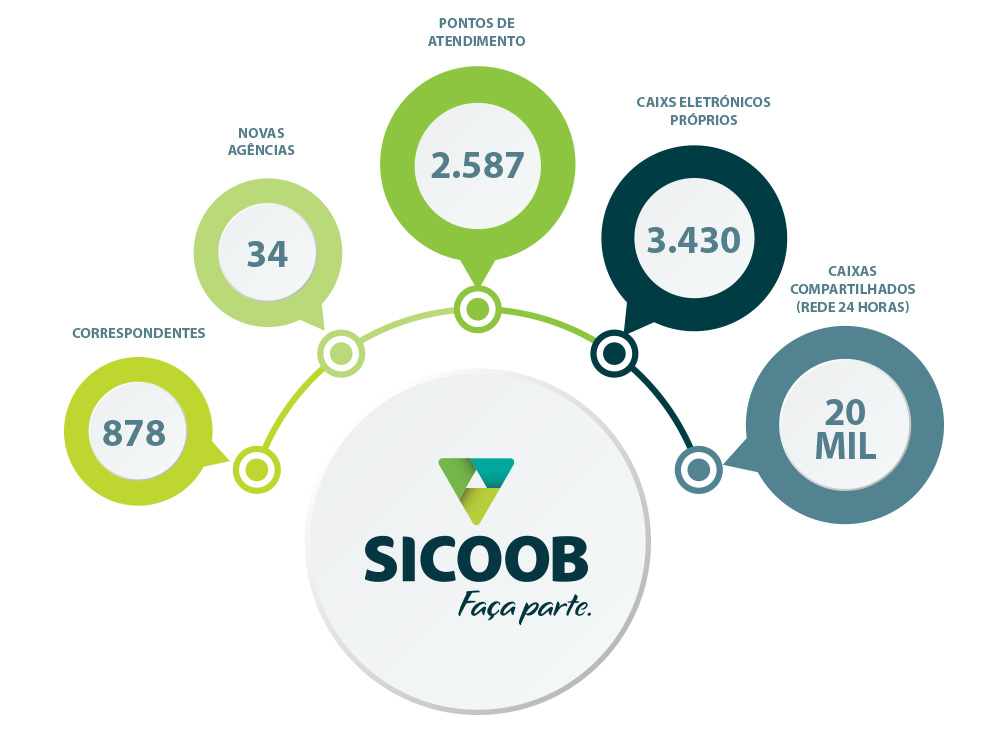 PONTOS DE
ATENDIMENTO
2.587
CAIXS ELETRÓNICOS
PRÓPRIOS
3.430
NOVAS
AGÊNCIAS
34
CAIXAS
COMPARTILHADOS
(REDE 24 HORAS)
20
MIL
CORRESPONDENTES
878
SICOOB
Faça parte.